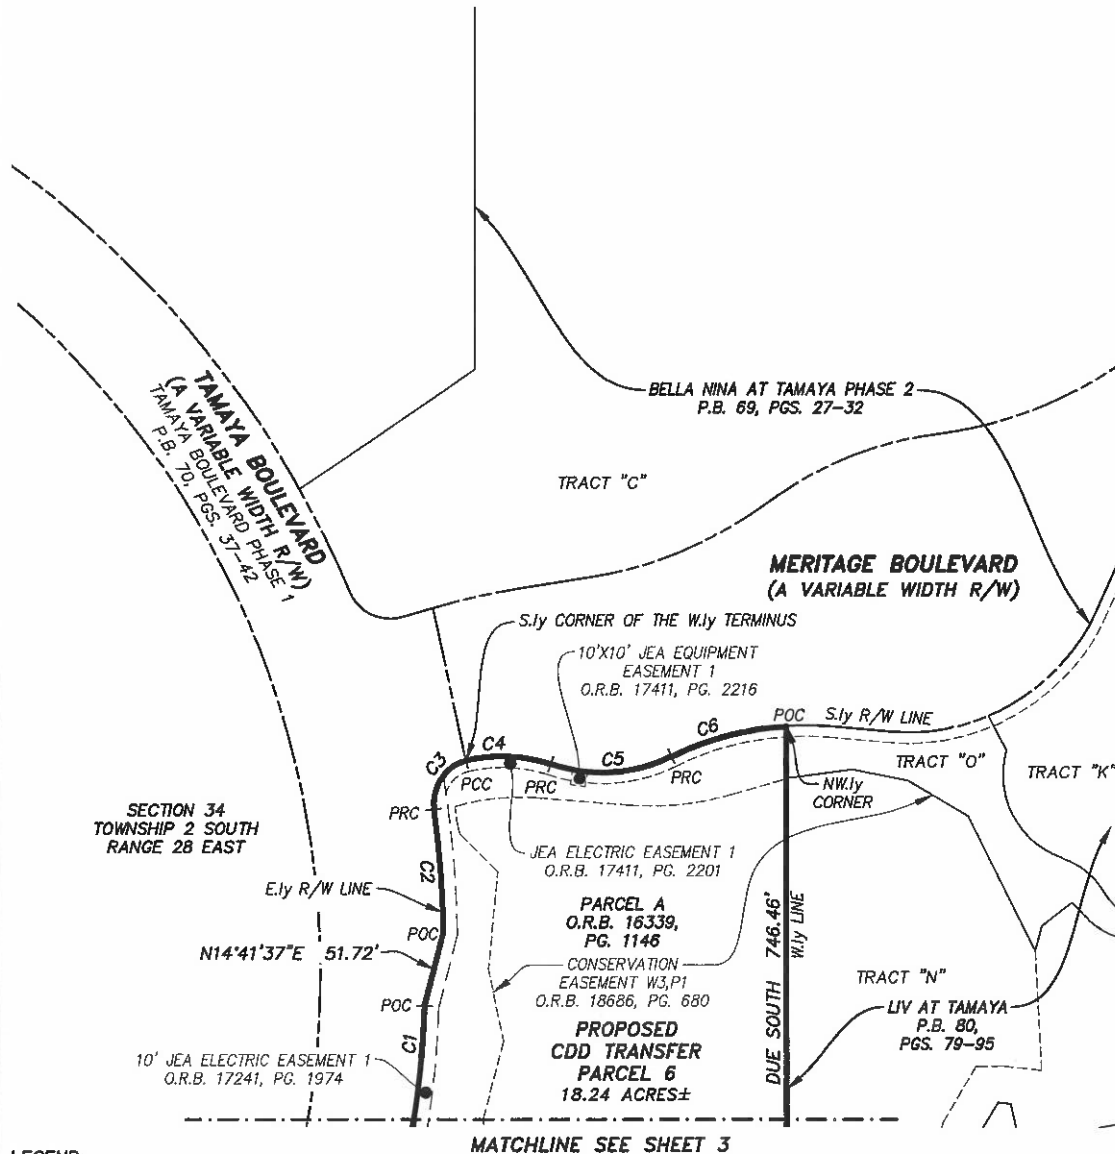 TAMAYA BOULEVARD
(A VARIABLE WIDTH R/W)
TAMAYA BOULEVARD PHASE 1
P.B. 70, PGS. 37-42
BELLA NINA AT TAMAYA PHASE 2
P.B. 69, PGS. 27-32
TRACT "C"
MERITAGE BOULEVARD
(A VARIABLE WIDTH R/W)
S.ly CORNER OF THE W.ly TERMINUS
10'X10' JEA EQUIPMENT
EASEMENT 1
O.R.B. 17411, PG. 2216
POC
S.ly R/W LINE
C6
C4
C5
C3
PCC
PRC
PRC
TRACT "O"
TRACT "K"
NW.ly
CORNER
PRC
SECTION 34
TOWNSHIP 2 SOUTH
RANGE 28 EAST
JEA ELECTRIC EASEMENT 1
O.R.B. 17411, PG. 2201
C2
E.ly R/W LINE
PARCEL A
O.R.B. 16339,
PG. 1146
POC
N14°41'37"E 51.72'
CONSERVATION
EASEMENT W3,P1
O.R.B. 18686, PG. 680
DUE SOUTH 746.46'
W.ly LINE
TRACT "N"
POC
LIV AT TAMAYA
P.B. 80,
PGS. 79-95
C1
PROPOSED
CDD TRANSFER
PARCEL 6
18.24 ACRES±
10' JEA ELECTRIC EASEMENT 1
O.R.B. 17241, PG. 1974
MATCHLINE SEE SHEET 3